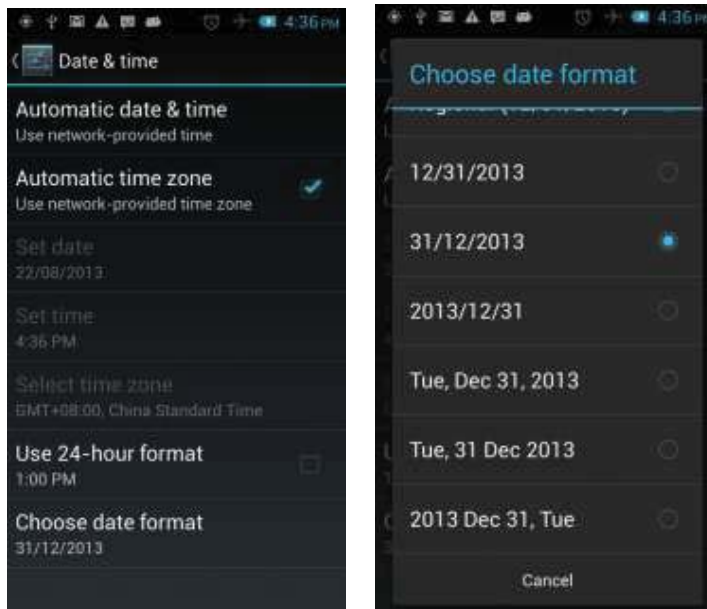 4:36 PM
Date & time
Automatic date & time
Use network-provided time
Automatic time zone
Use network-provided time zone
Set date
22/08/2013
Set time
4:36 PM
Select time zone
GMT+08:00, China Standard Time
Use 24-hour format
1:00 PM
Choose date format
31/12/2013
4:36 PM
Choose date format
12/31/2013
31/12/2013
2013/12/31
Tue, Dec 31, 2013
Tue, 31 Dec 2013
2013 Dec 31, Tue
Cancel